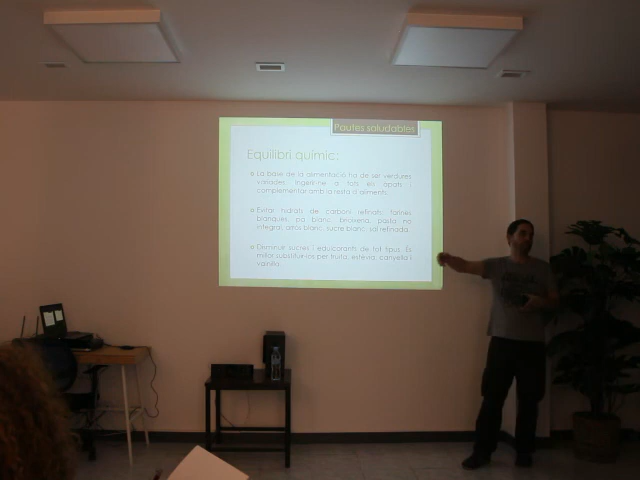 Pautes saludables
Equilibri químic:
La base de la alimentació ha de ser verdures
variades. Ingerir-ne a tots els àpats i
complementar amb la resta d'aliments.
Evitar hidrats de carboni refinats: farines
blanques, pa blanc, brioixeria, pasta no
integral, arròs blanc, sucre blanc, sal refinada.
Disminuir sucres i edulcorants de tot tipus. És
millor substituir-los per fruita, estèvia, canyella i
vainilla.